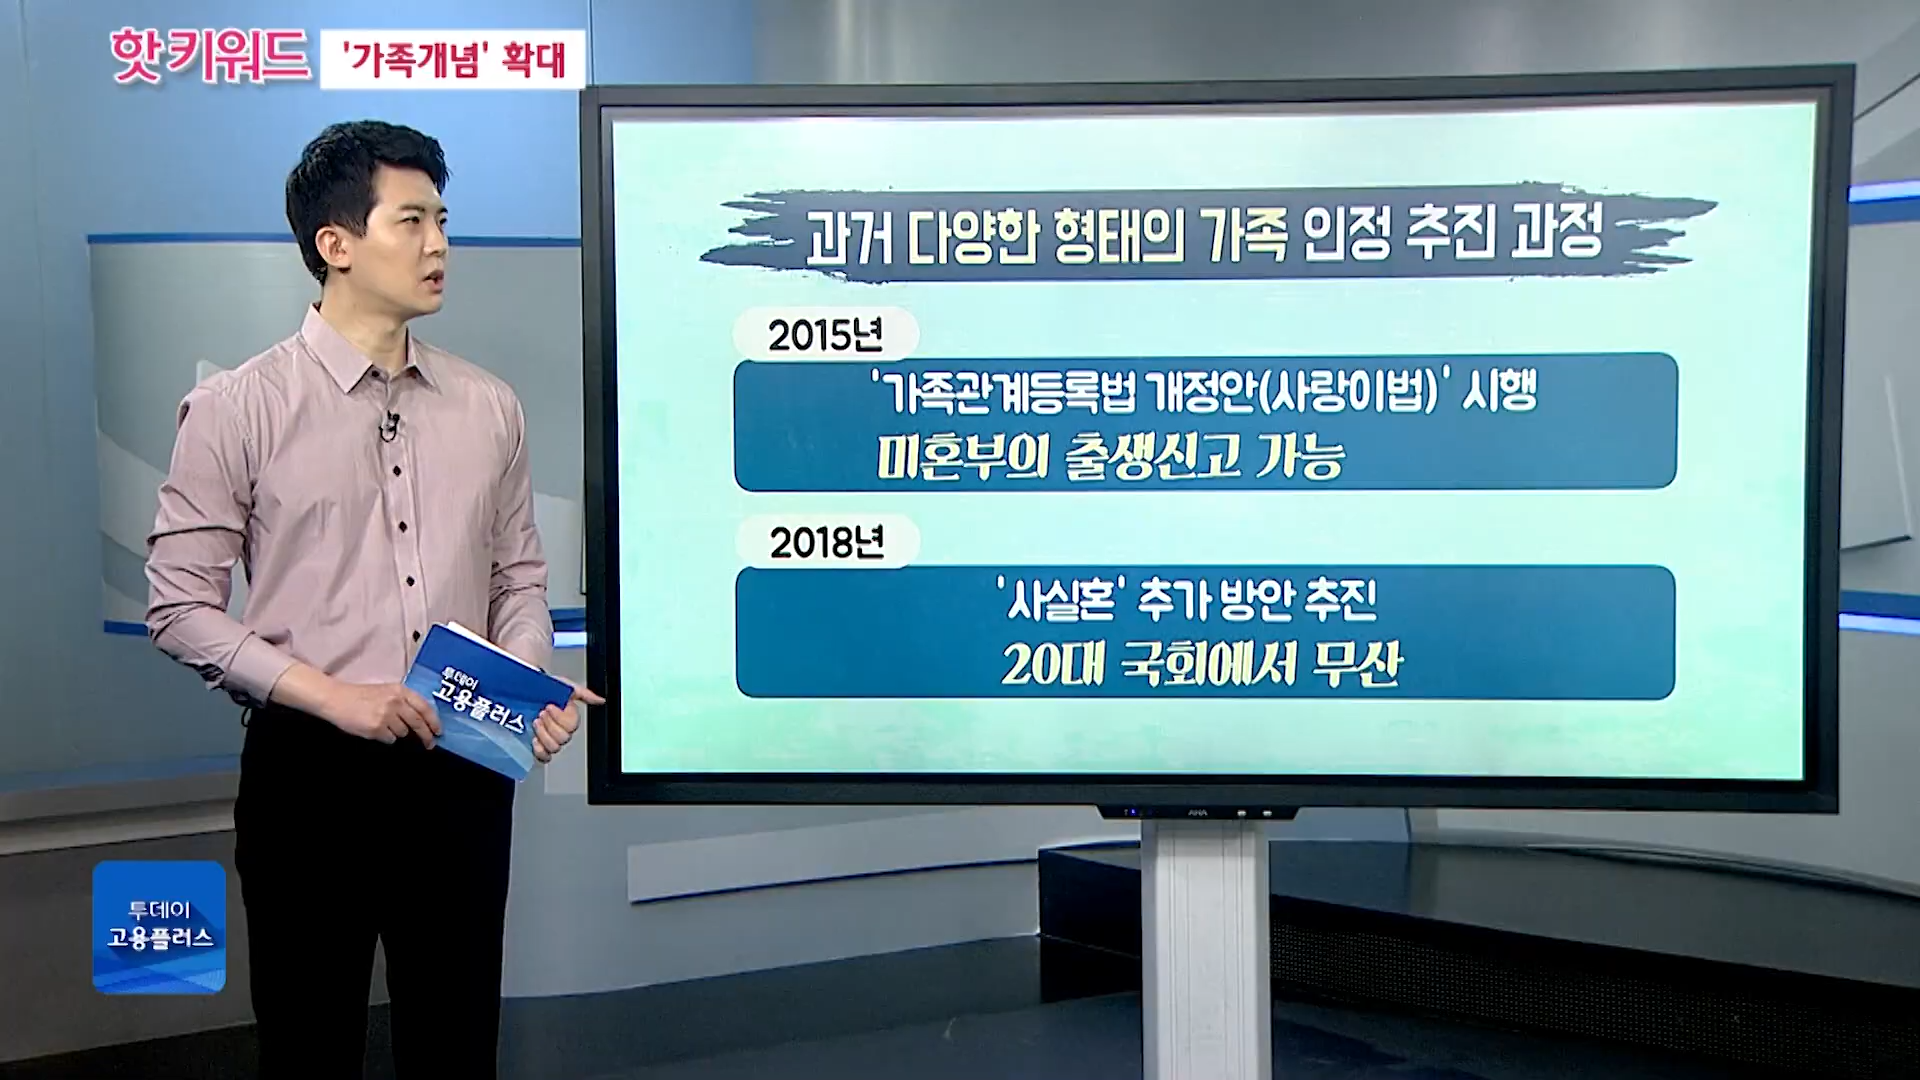 핫키워드
'가족개념' 확대
과거 다양한 형태의 가족 인정 추진 과정
2015년
'가족관계등록법 개정안(사랑이법)' 시행
미혼부의 출생신고 가능
2018년
'사실혼' 추가 방안 추진
20대 국회에서 무산
투데이
고용플러스
AHA
투데이
고용플러스